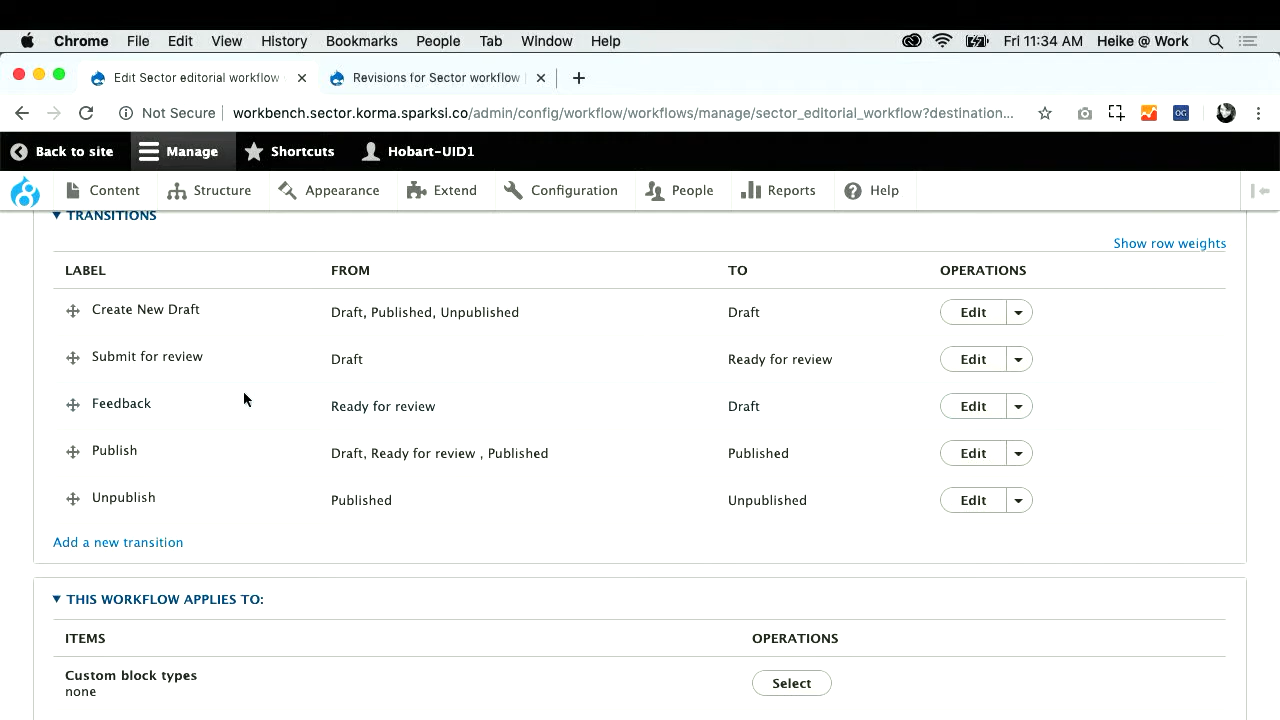 Chrome File Edit View History Bookmarks People Tab Window Help Fri 11:34 AM Heike @ Work
Edit Sector editorial workflow Revisions for Sector workflow
Not Secure workbench.sector.korma.sparksi.co/admin/config/workflow/workflows/manage/sector_editorial_workflow?destination...
OG
Back to site Manage Shortcuts Hobart-UID1
Content Structure Appearance Extend Configuration People Reports Help
TRANSITIONS
Show row weights
LABEL FROM TO OPERATIONS
Create New Draft Draft, Published, Unpublished Draft Edit
Submit for review Draft Ready for review Edit
Feedback Ready for review Draft Edit
Publish Draft, Ready for review , Published Published Edit
Unpublish Published Unpublished Edit
Add a new transition
THIS WORKFLOW APPLIES TO:
ITEMS OPERATIONS
Custom block types
none Select